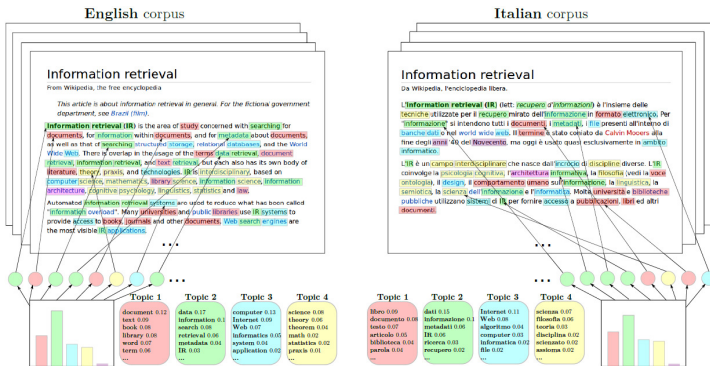 English corpus
Information retrieval
From Wikipedia, the free encyclopedia
This article is about information retrieval in general. For the fictional government
department, see Brazil (film).
Information retrieval (IR) is the area of study concerned with searching for
documents, for information within documents, and for metadata about documents,
as well as that of searching structured storage, relational databases, and the World
Wide Web. There is overlap in the usage of the terms data retrieval, document
retrieval, information retrieval, and text retrieval, but each also has its own body of
literature, theory, praxis, and technologies. IR is interdisciplinary, based on
computer science, mathematics, library science, information science, information
architecture, cognitive psychology, linguistics, statistics and law.
Automated information retrieval systems are used to reduce what has been called
"information overload". Many universities and public libraries use IR systems to
provide access to books, journals and other documents. Web search engines are
the most visible IR applications.
...
...
Topic 1
document 0.12
text 0.09
book 0.08
library 0.08
word 0.07
term 0.06
...
Topic 2
data 0.17
information 0.1
search 0.08
retrieval 0.06
metadata 0.04
IR 0.03
...
Topic 3
computer 0.13
Internet 0.09
Web 0.07
informatics 0.05
system 0.04
application 0.02
...
Topic 4
science 0.08
theory 0.06
theorem 0.04
math 0.02
statistics 0.02
praxis 0.01
...
Italian corpus
Information retrieval
Da Wikipedia, l'enciclopedia libera.
L'Information retrieval (IR) (lett: recupero d'informazioni) è l'insieme delle
tecniche utilizzate per il recupero mirato dell'informazione in formato elettronico. Per
"informazione" si intendono tutti i documenti, i metadati, i file presenti all'interno di
banche dati o nel world wide web. Il termine è stato coniato da Calvin Mooers alla
fine degli anni '40 del Novecento, ma oggi è usato quasi esclusivamente in ambito
informatico.
L'IR è un campo interdisciplinare che nasce dall'incrocio di discipline diverse. L'IR
coinvolge la psicologia cognitiva, l'architettura informativa, la filosofia (vedi la voce
ontologia), il design, il comportamento umano sull'informazione, la linguistica, la
semiotica, la scienza dell'informazione e l'informatica. Molte università e biblioteche
pubbliche utilizzano sistemi di IR per fornire accesso a pubblicazioni, libri ed altri
documenti.
...
...
Topic 1
libro 0.09
documento 0.08
testo 0.07
articolo 0.05
biblioteca 0.04
parola 0.04
...
Topic 2
dati 0.15
informazione 0.1
metadati 0.06
IR 0.06
ricerca 0.03
recupero 0.02
...
Topic 3
Internet 0.11
Web 0.08
algoritmo 0.04
computer 0.03
informatica 0.02
file 0.02
...
Topic 4
scienza 0.07
filosofia 0.06
teoria 0.03
disciplina 0.02
scienzato 0.02
assioma 0.02
...